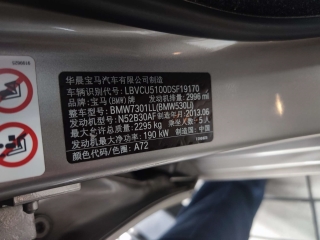 华晨宝马汽车有限公司制造
车辆识别代号: LBVCU5100DSF19170
品牌: 宝马(BMW)牌 发动机排量: 2996 ml
整车型号: BMW7301LL(BMW530Li)
发动机型号: N52B30AF 制造年月: 2013.06
最大允许总质量: 2295 kg 乘坐人数: 5人
发动机最大净功率: 190 kW 制造国: 中国
颜色代码/色圈: A72